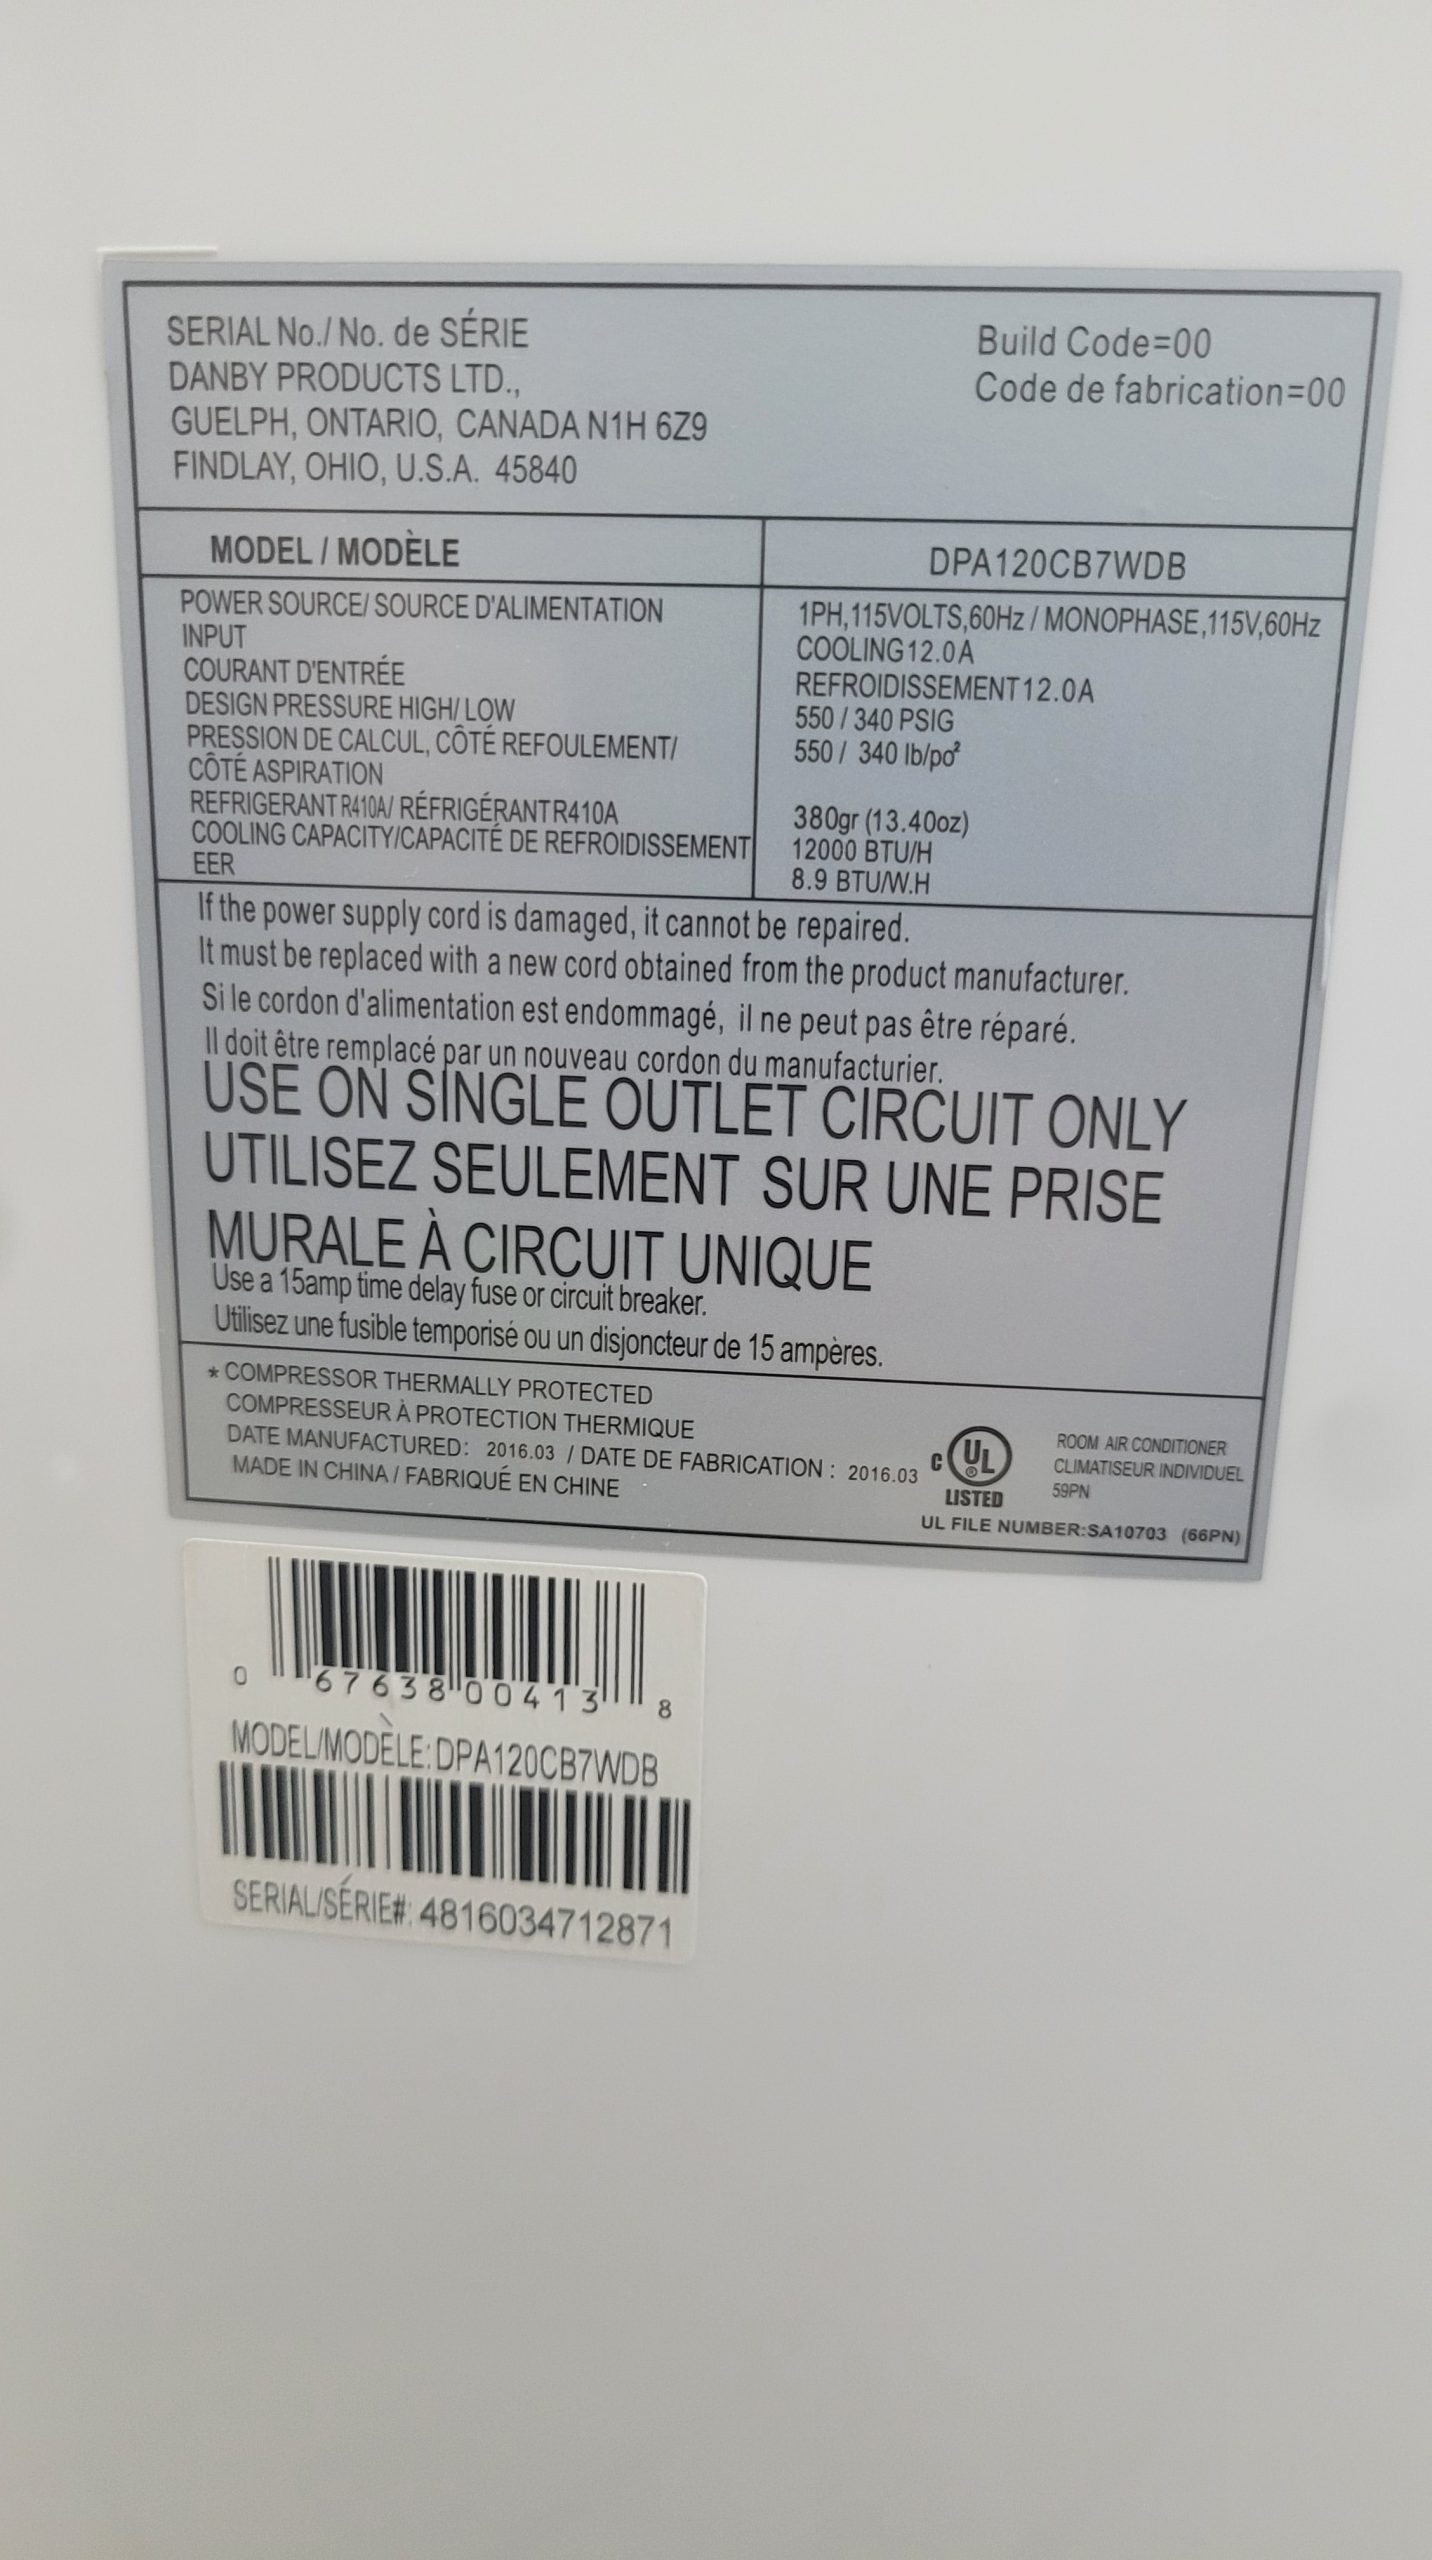 SERIAL No./ No. de SÉRIE
DANBY PRODUCTS LTD.,
GUELPH, ONTARIO, CANADA N1H 6Z9
FINDLAY, OHIO, U.S.A. 45840
Build Code=00
Code de fabrication=00
MODEL / MODÈLE
DPA120CB7WDB
POWER SOURCE/ SOURCE D'ALIMENTATION
INPUT
COURANT D'ENTRÉE
DESIGN PRESSURE HIGH/ LOW
PRESSION DE CALCUL, CÔTÉ REFOULEMENT/
CÔTÉ ASPIRATION
REFRIGERANT R410A/ RÉFRIGÉRANT R410A
COOLING CAPACITY/CAPACITÉ DE REFROIDISSEMENT
EER
1PH,115VOLTS,60Hz / MONOPHASE,115V,60Hz
COOLING 12.0A
REFROIDISSEMENT 12.0A
550 / 340 PSIG
550 / 340 lb/po²
380gr (13.40oz)
12000 BTU/H
8.9 BTU/W.H
If the power supply cord is damaged, it cannot be repaired.
It must be replaced with a new cord obtained from the product manufacturer.
Si le cordon d'alimentation est endommagé, il ne peut pas être réparé.
Il doit être remplacé par un nouveau cordon du manufacturier.
USE ON SINGLE OUTLET CIRCUIT ONLY
UTILISEZ SEULEMENT SUR UNE PRISE
MURALE À CIRCUIT UNIQUE
Use a 15amp time delay fuse or circuit breaker.
Utilisez une fusible temporisé ou un disjoncteur de 15 ampères.
* COMPRESSOR THERMALLY PROTECTED
COMPRESSEUR À PROTECTION THERMIQUE
DATE MANUFACTURED: 2016.03 / DATE DE FABRICATION : 2016.03
MADE IN CHINA / FABRIQUÉ EN CHINE
C UL ®
LISTED
ROOM AIR CONDITIONER
CLIMATISEUR INDIVIDUEL
59PN
UL FILE NUMBER:SA10703 (66PN)
0 67638 00413 8
MODEL/MODÈLE: DPA120CB7WDB
SERIAL/SÉRIE#: 4816034712871